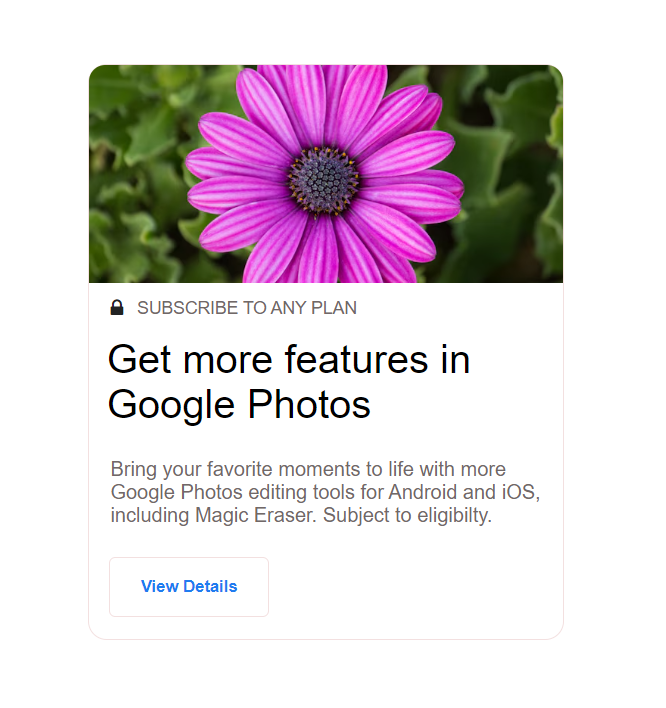 SUBSCRIBE TO ANY PLAN
Get more features in
Google Photos
Bring your favorite moments to life with more
Google Photos editing tools for Android and iOS,
including Magic Eraser. Subject to eligibilty.
View Details